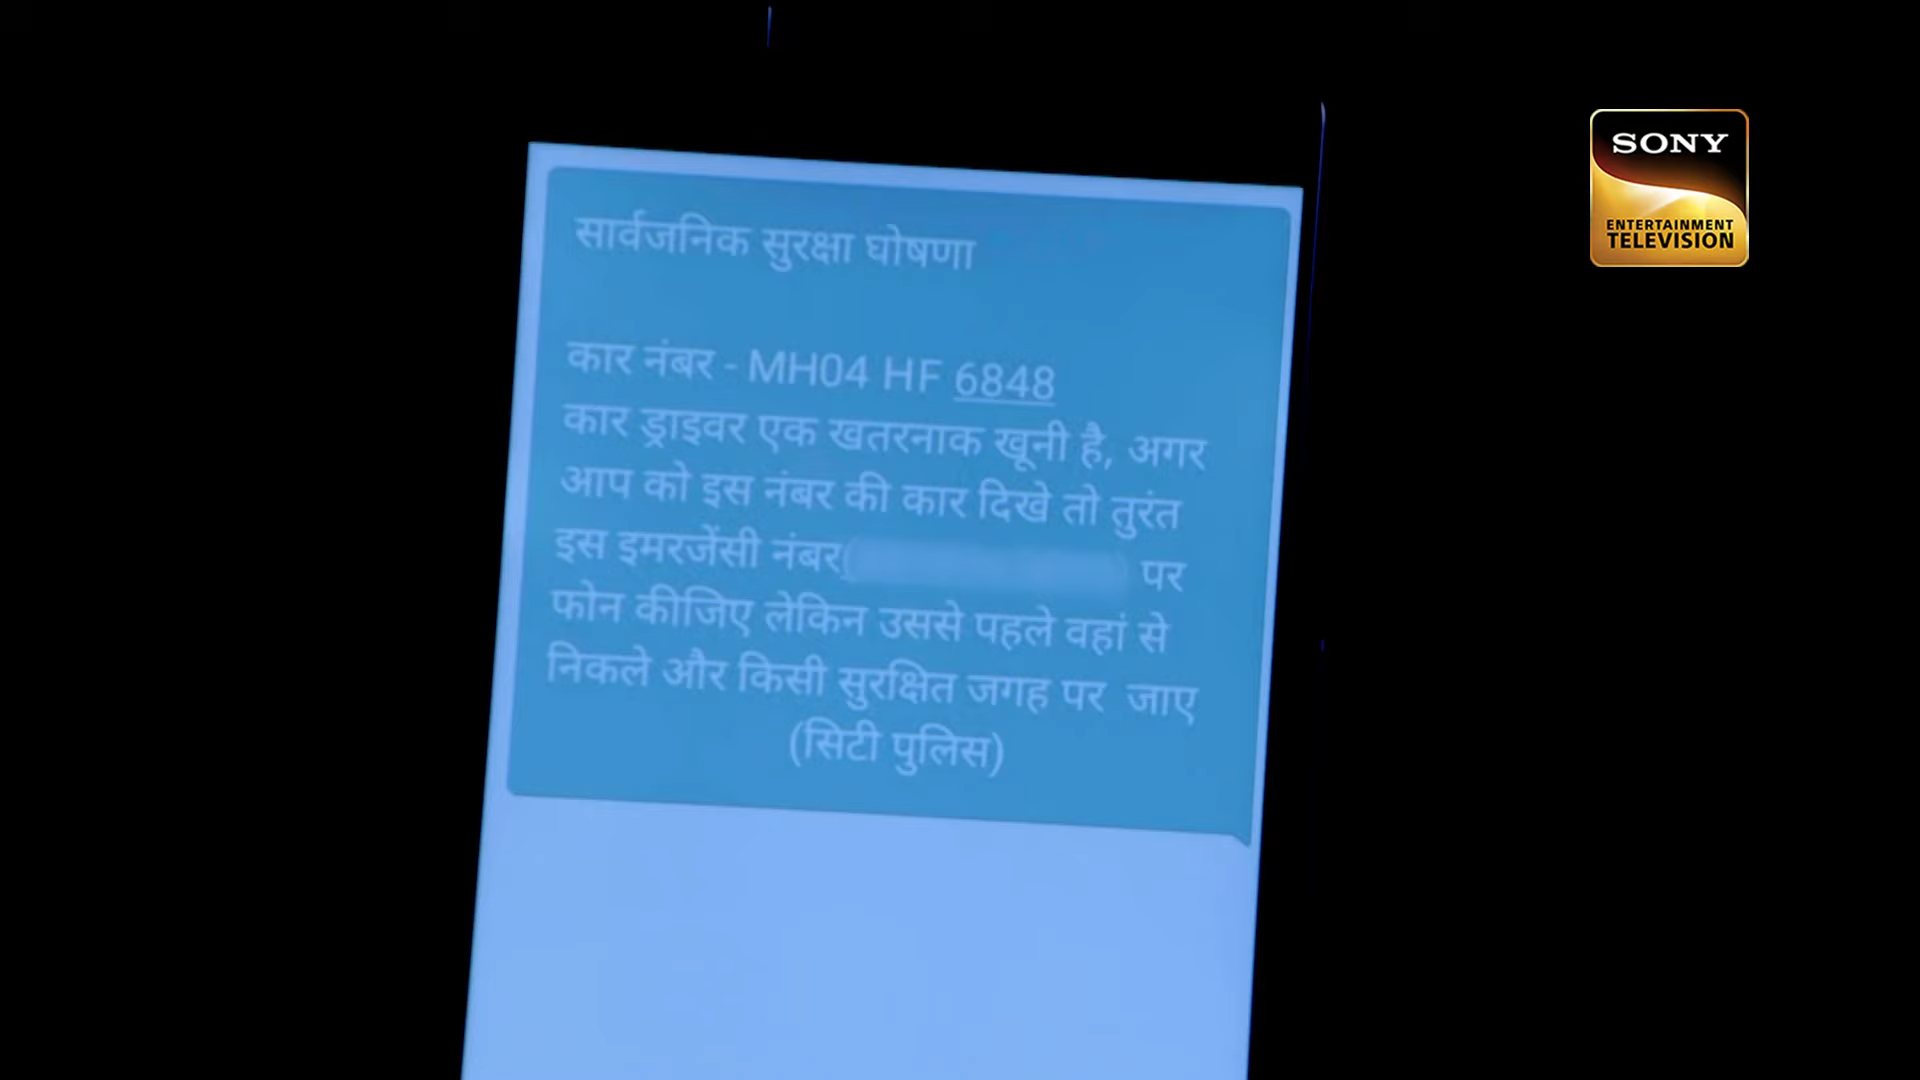 SONY
ENTERTAINMENT
TELEVISION
सार्वजनिक सुरक्षा घोषणा
कार नंबर - MH04 HF 6848
कार ड्राइवर एक खतरनाक खूनी है, अगर
आप को इस नंबर की कार दिखे तो तुरंत
इस इमरजेंसी नंबर( ) पर
फोन कीजिए लेकिन उससे पहले वहां से
निकले और किसी सुरक्षित जगह पर जाए
(सिटी पुलिस)